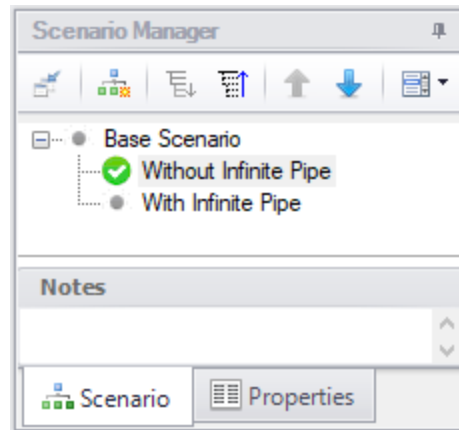 Scenario Manager
Base Scenario
Without Infinite Pipe
With Infinite Pipe
Notes
Scenario Properties